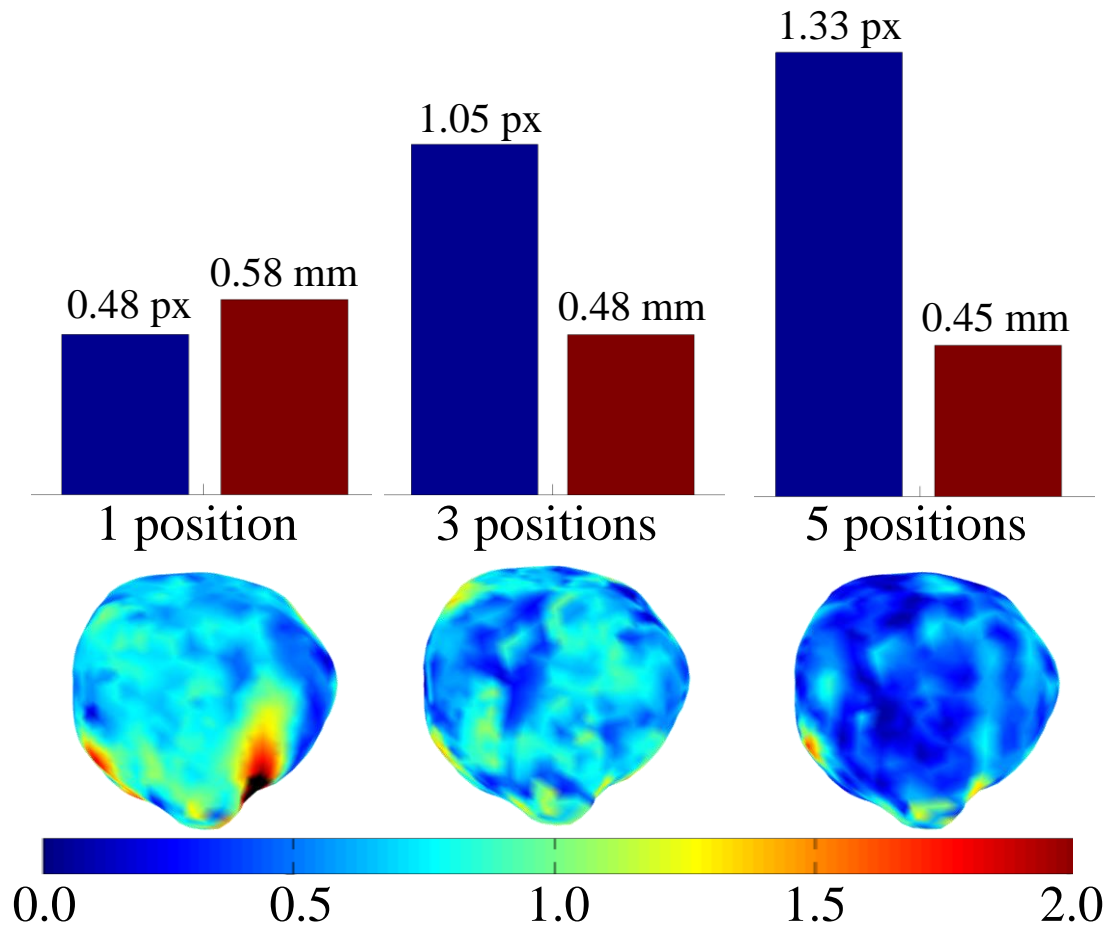 1.33 px
1.05 px
0.58 mm
0.48 px
0.48 mm
0.45 mm
1 position
3 positions
5 positions
0.0
0.5
1.0
1.5
2.0